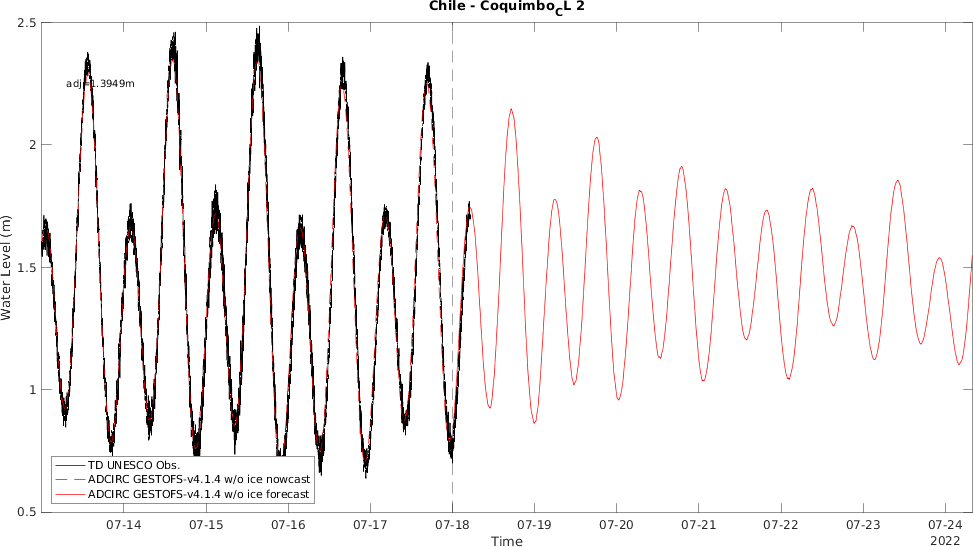 Chile - Coquimbo_CL 2
adj=1.3949m
Water Level (m)
2.5
2
1.5
1
0.5
TD UNESCO Obs.
ADCIRC GESTOFS-v4.1.4 w/o ice nowcast
ADCIRC GESTOFS-v4.1.4 w/o ice forecast
07-14 07-15 07-16 07-17 07-18 07-19 07-20 07-21 07-22 07-23 07-24
Time
2022